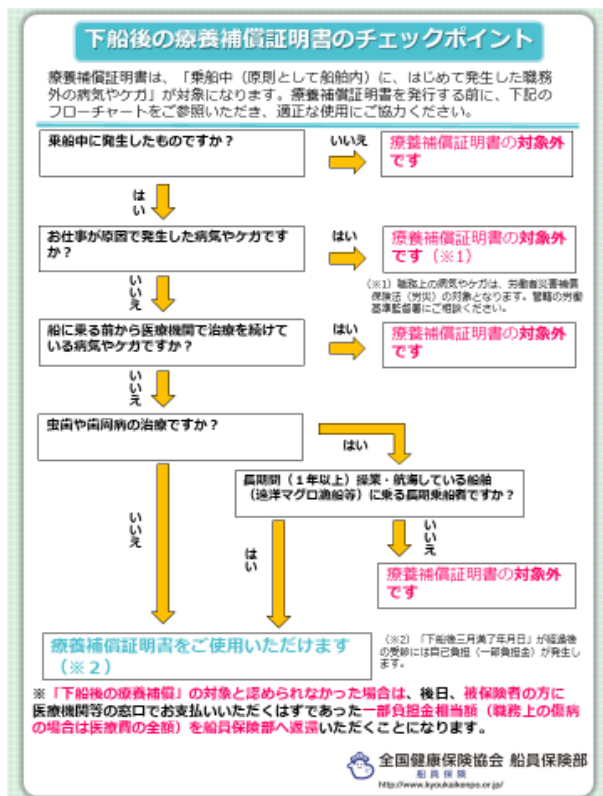 下船後の療養補償証明書のチェックポイント
療養補償証明書は、「乗船中（原則として船舶内）に、はじめて発生した職務
外の病気やケガ」が対象になります。療養補償証明書を発行する前に、下記の
フローチャートをご参照いただき、適正な使用にご協力ください。
乗船中に発生したものですか？
いいえ
療養補償証明書の対象外
です
はい
お仕事が原因で発生した病気やケガです
か？
はい
療養補償証明書の対象外
です（※1）
（※1）職務上の病気やケガは、労働者災害補償
保険法（労災）の対象となります。管轄の労働
基準監督署にご相談ください。
いいえ
船に乗る前から医療機関で治療を続けて
いる病気やケガですか？
はい
療養補償証明書の対象外
です
いいえ
虫歯や歯周病の治療ですか？
はい
長期間（１年以上）操業・航海している船舶
（遠洋マグロ漁船等）に乗る長期乗船者ですか？
いいえ
はい
いいえ
療養補償証明書の対象外
です
療養補償証明書をご使用いただけます
（※２）
（※2）「下船後三月満了年月日」が経過後
の受診には自己負担（一部負担金）が発生し
ます。
※「下船後の療養補償」の対象と認められなかった場合は、後日、被保険者の方に
医療機関等の窓口でお支払いいただくはずであった一部負担金相当額（職務上の傷病
の場合は医療費の全額）を船員保険部へ返還いただくことになります。
全国健康保険協会 船員保険部
船員保険
http://www.kyoukaikenpo.or.jp/